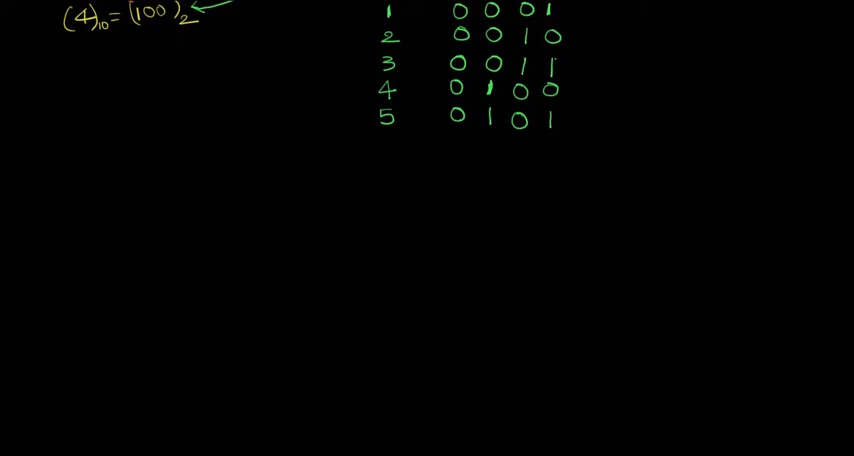 (4)₁₀ = (100)₂
1 0 0 0 1
2 0 0 1 0
3 0 0 1 1
4 0 1 0 0
5 0 1 0 1